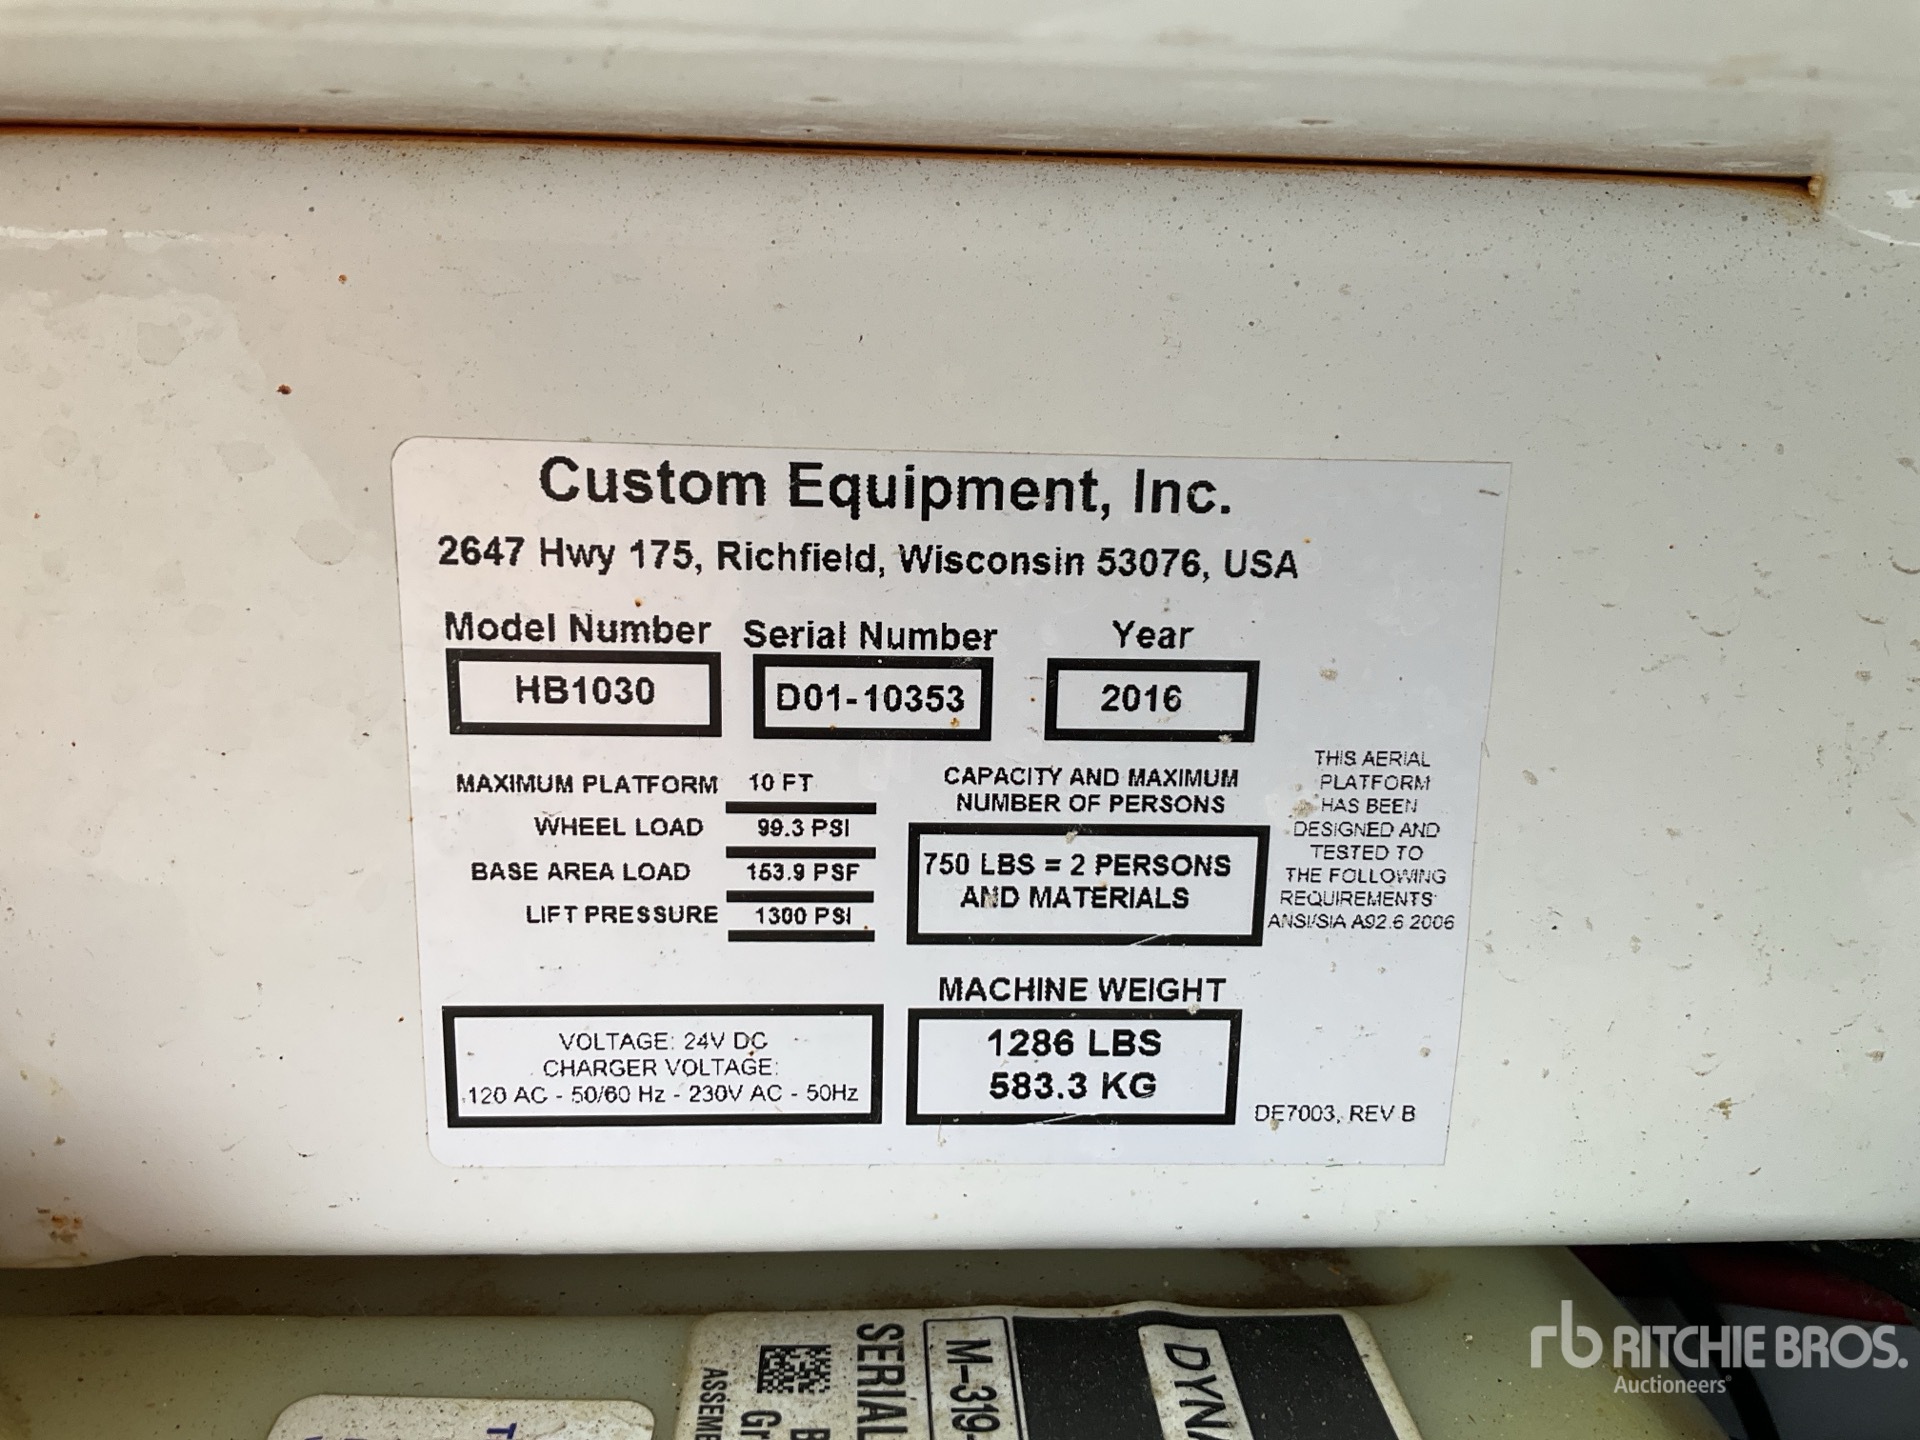 Custom Equipment, Inc.
2647 Hwy 175, Richfield, Wisconsin 53076, USA
Model Number Serial Number Year
HB1030 D01-10353 2016
MAXIMUM PLATFORM 10 FT
WHEEL LOAD 99.3 PSI
BASE AREA LOAD 153.9 PSF
LIFT PRESSURE 1300 PSI
CAPACITY AND MAXIMUM
NUMBER OF PERSONS
750 LBS = 2 PERSONS
AND MATERIALS
THIS AERIAL
PLATFORM
HAS BEEN
DESIGNED AND
TESTED TO
THE FOLLOWING
REQUIREMENTS:
ANSI/SIA A92.6 2006
VOLTAGE: 24V DC
CHARGER VOLTAGE:
120 AC - 50/60 Hz - 230V AC - 50Hz
MACHINE WEIGHT
1286 LBS
583.3 KG
DE7003, REV B
M-319-
SERIAL
rb RITCHIE BROS.
Auctioneers